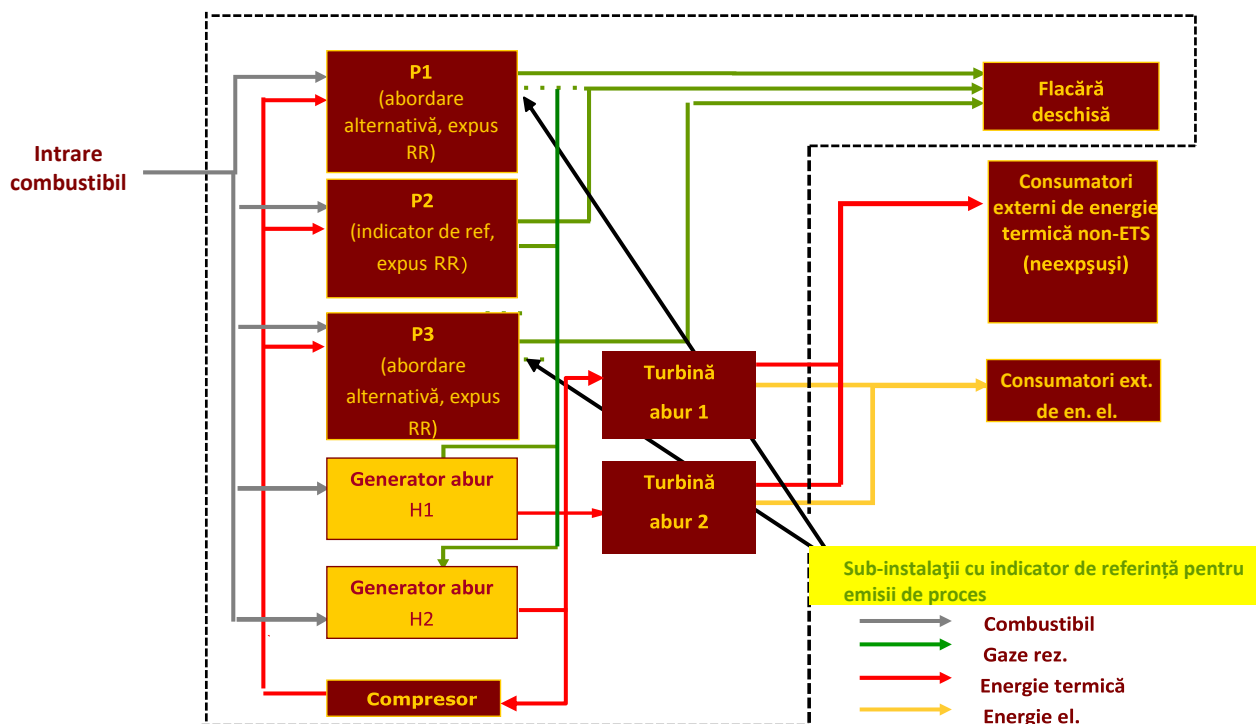 Intrare
combustibil
P1
(abordare
alternativă, expus
RR)
P2
(indicator de ref,
expus RR)
P3
(abordare
alternativă, expus
RR)
Generator abur
H1
Generator abur
H2
Compresor
Turbină
abur 1
Turbină
abur 2
Flacără
deschisă
Consumatori
externi de energie
termică non-ETS
(neexpşuşi)
Consumatori ext.
de en. el.
Sub-instalaţii cu indicator de referință pentru
emisii de proces
Combustibil
Gaze rez.
Energie termică
Energie el.